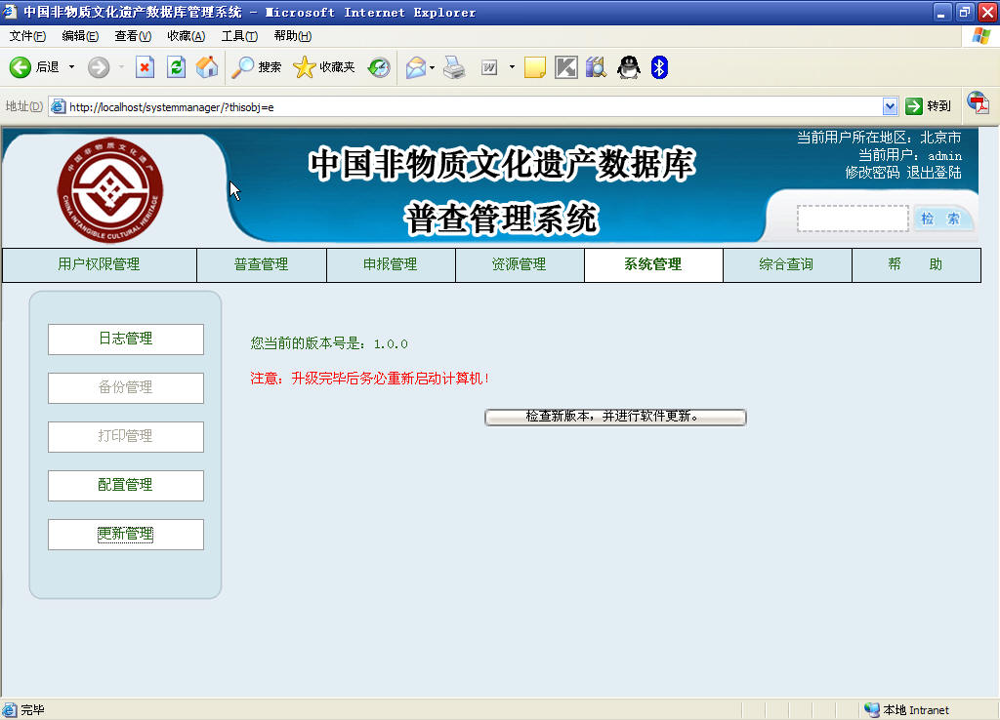 中国非物质文化遗产数据库管理系统 - Microsoft Internet Explorer
文件(F) 编辑(E) 查看(V) 收藏(A) 工具(T) 帮助(H)
后退 搜索 收藏夹
地址(D) http://localhost/systemmanager/?thisobj=e 转到
当前用户所在地区: 北京市
当前用户: admin
修改密码 退出登陆
中国非物质文化遗产
CHINA INTANGIBLE CULTURAL HERITAGE
中国非物质文化遗产数据库
普查管理系统
检 索
用户权限管理 普查管理 申报管理 资源管理 系统管理 综合查询 帮 助
日志管理
备份管理
打印管理
配置管理
更新管理
您当前的版本号是: 1.0.0
注意: 升级完毕后务必重新启动计算机!
检查新版本,并进行软件更新。
完毕 本地 Intranet